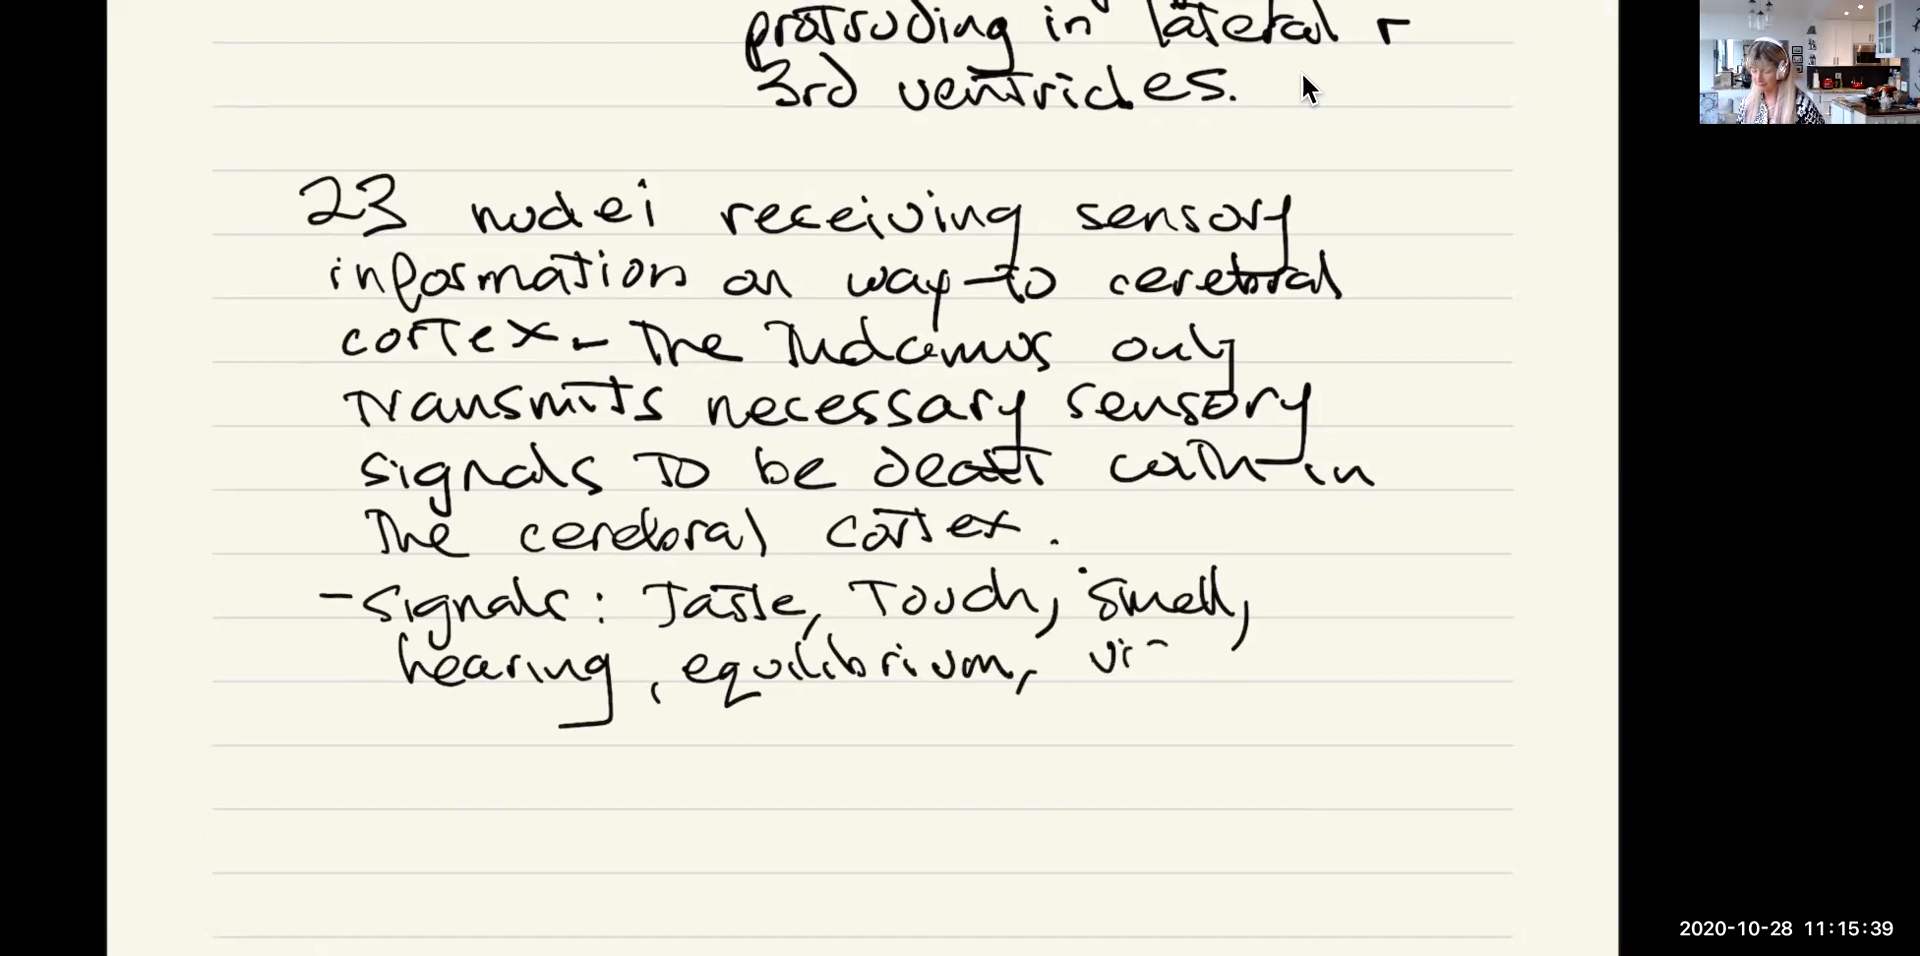 protruding in lateral r
3rd ventricles.
23 nuclei receiving sensory
information on way to cerebral
cortex - The Thalamus only
transmits necessary sensory
signals to be dealt with in
The cerebral cortex.
- Signals: Taste, Touch, smell,
hearing, equilibrium, vi
2020-10-28 11:15:39